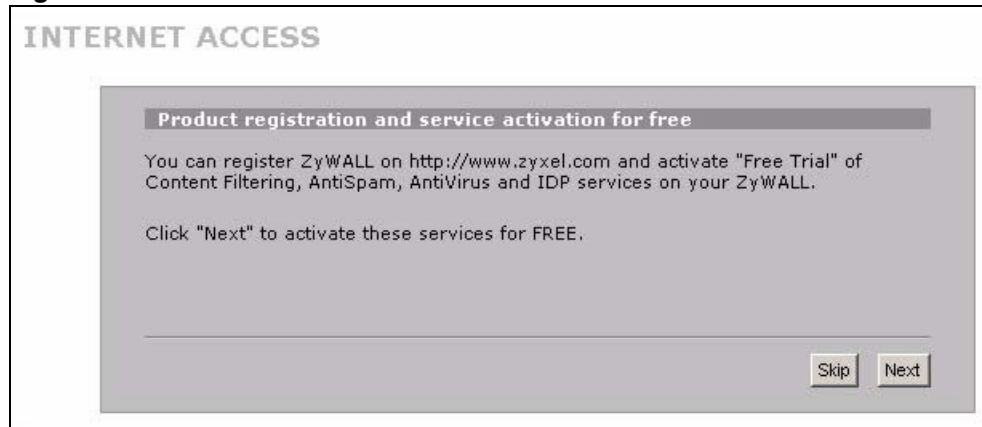 INTERNET ACCESS
Product registration and service activation for free
You can register ZyWALL on http://www.zyxel.com and activate "Free Trial" of
Content Filtering, AntiSpam, AntiVirus and IDP services on your ZyWALL.
Click "Next" to activate these services for FREE.
Skip Next